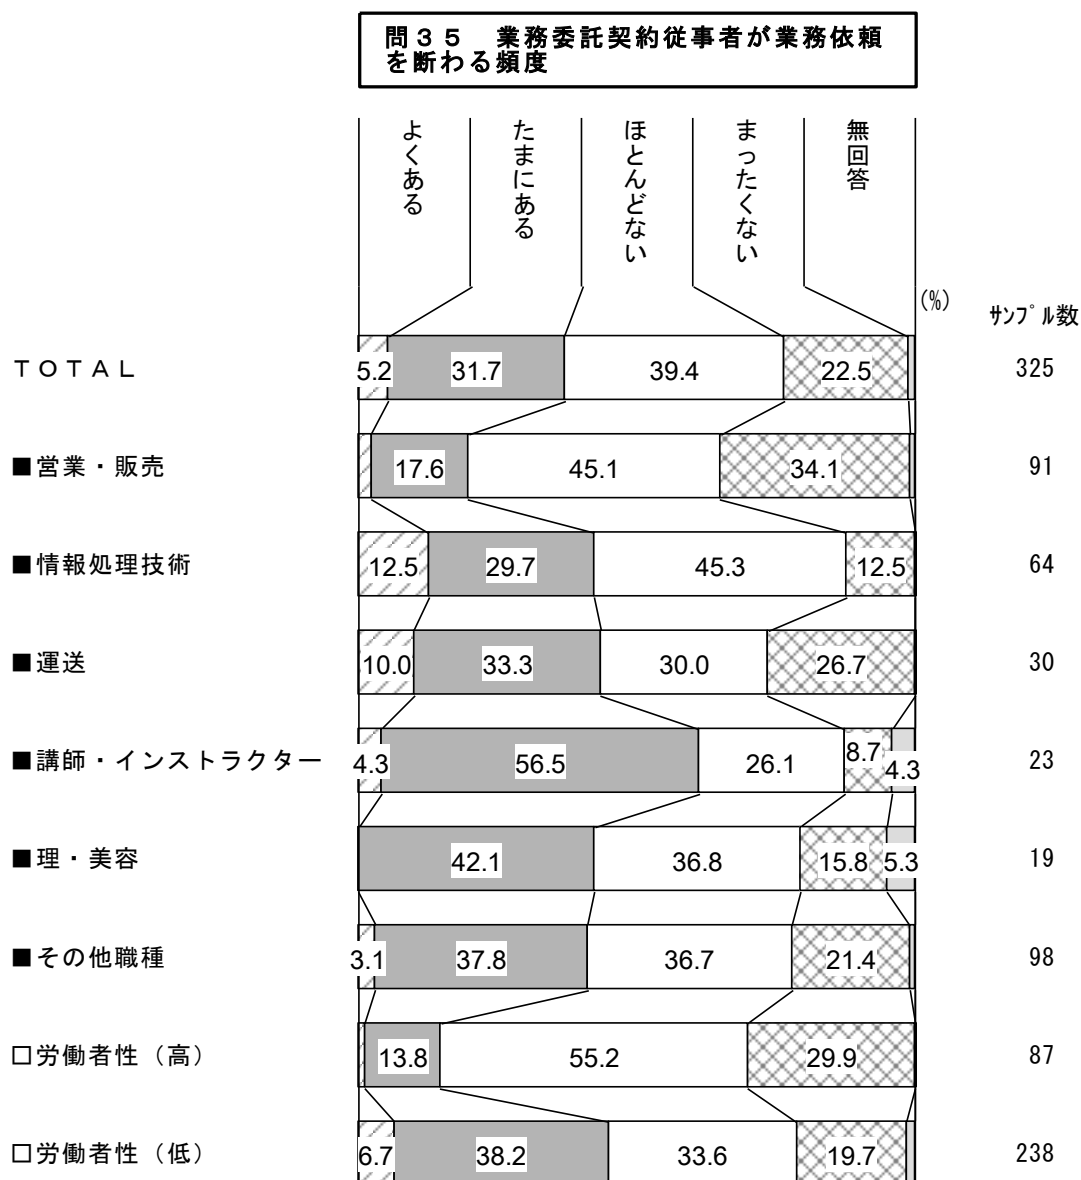 問３５　業務委託契約従事者が業務依頼
を断わる頻度
よくある
たまにある
ほとんどない
まったくない
無回答
(%)
ｻﾝﾌﾟﾙ数
ＴＯＴＡＬ 5.2 31.7 39.4 22.5 325
■営業・販売 17.6 45.1 34.1 91
■情報処理技術 12.5 29.7 45.3 12.5 64
■運送 10.0 33.3 30.0 26.7 30
■講師・インストラクター 4.3 56.5 26.1 8.7 4.3 23
■理・美容 42.1 36.8 15.8 5.3 19
■その他職種 3.1 37.8 36.7 21.4 98
□労働者性（高） 13.8 55.2 29.9 87
□労働者性（低） 6.7 38.2 33.6 19.7 238